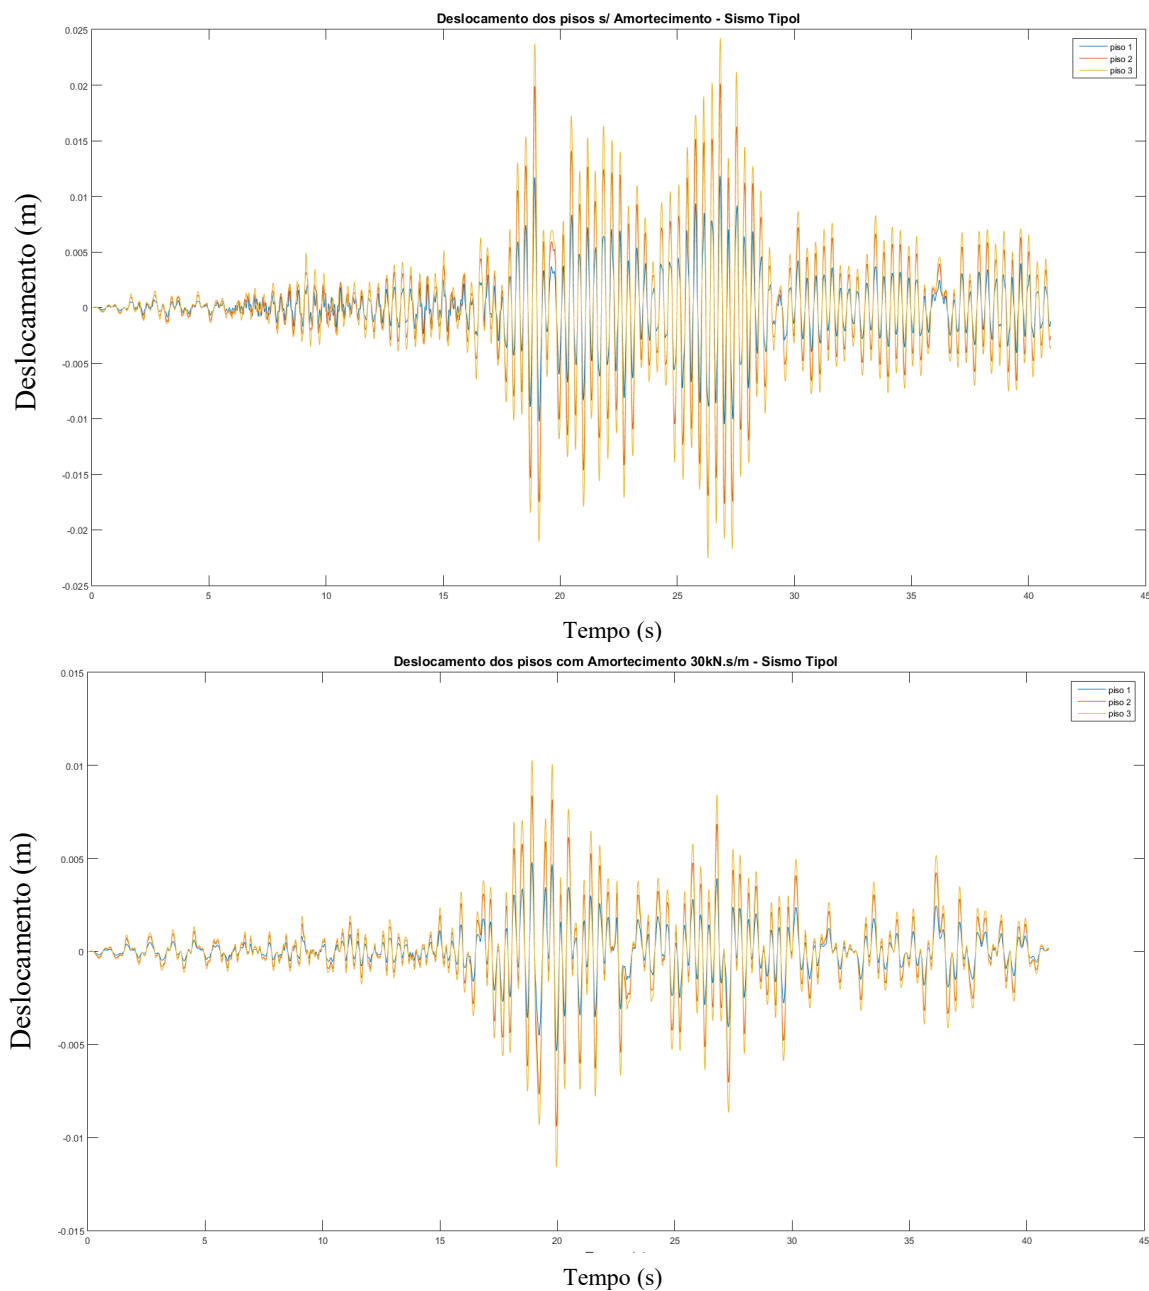 Deslocamento dos pisos s/ Amortecimento - Sismo TipoI
0.025
0.02
0.015
0.01
0.005
0
-0.005
-0.01
-0.015
-0.02
-0.025
piso 1
piso 2
piso 3
Deslocamento (m)
0 5 10 15 20 25 30 35 40 45
Tempo (s)
Deslocamento dos pisos com Amortecimento 30kN.s/m - Sismo TipoI
0.015
0.01
0.005
0
-0.005
-0.01
-0.015
piso 1
piso 2
piso 3
Deslocamento (m)
0 5 10 15 20 25 30 35 40 45
Tempo (s)